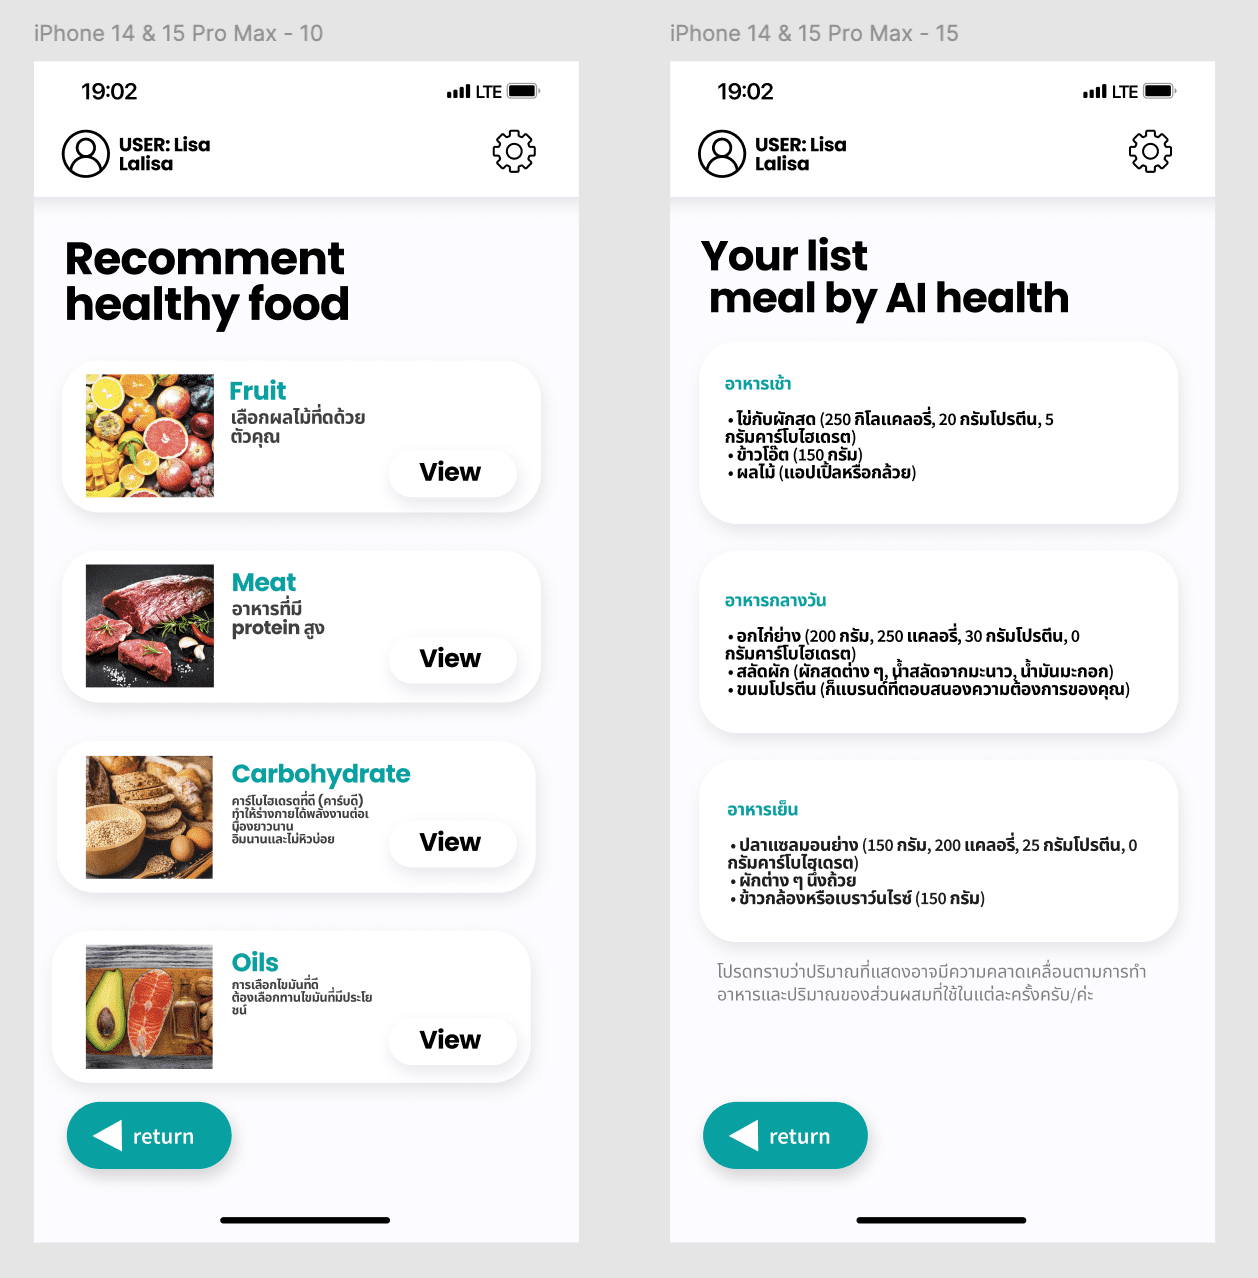 iPhone 14 & 15 Pro Max - 10
19:02
LTE
USER: Lisa
Lalisa
Recomment
healthy food
Fruit
เลือกผลไม้ที่ดด้วย
ตัวคุณ
View
Meat
อาหารที่มี
protein สูง
View
Carbohydrate
คาร์โบไฮเดรตที่ดี (คาร์บดี)
ทำให้ร่างกายได้พลังงานต่อเ
นื่องยาวนาน
อิ่มนานและไม่หิวบ่อย
View
Oils
การเลือกไขมันที่ดี
ต้องเลือกทานไขมันที่มีประโย
ชน์
View
return
iPhone 14 & 15 Pro Max - 15
19:02
LTE
USER: Lisa
Lalisa
Your list
meal by AI health
อาหารเช้า
• ไข่กับผักสด (250 กิโลแคลอรี่, 20 กรัมโปรตีน, 5
กรัมคาร์โบไฮเดรต)
• ข้าวโอ๊ต (150 กรัม)
• ผลไม้ (แอปเปิ้ลหรือกล้วย)
อาหารกลางวัน
• อกไก่ย่าง (200 กรัม, 250 แคลอรี่, 30 กรัมโปรตีน, 0
กรัมคาร์โบไฮเดรต)
• สลัดผัก (ผักสดต่าง ๆ, น้ำสลัดจากมะนาว, น้ำมันมะกอก)
• ขนมโปรตีน (ก็แบรนด์ที่ตอบสนองความต้องการของคุณ)
อาหารเย็น
• ปลาแซลมอนย่าง (150 กรัม, 200 แคลอรี่, 25 กรัมโปรตีน, 0
กรัมคาร์โบไฮเดรต)
• ผักต่าง ๆ นึ่งถ้วย
• ข้าวกล้องหรือเบราว์นไรซ์ (150 กรัม)
โปรดทราบว่าปริมาณที่แสดงอาจมีความคลาดเคลื่อนตามการทำ
อาหารและปริมาณของส่วนผสมที่ใช้ในแต่ละครั้งครับ/ค่ะ
return